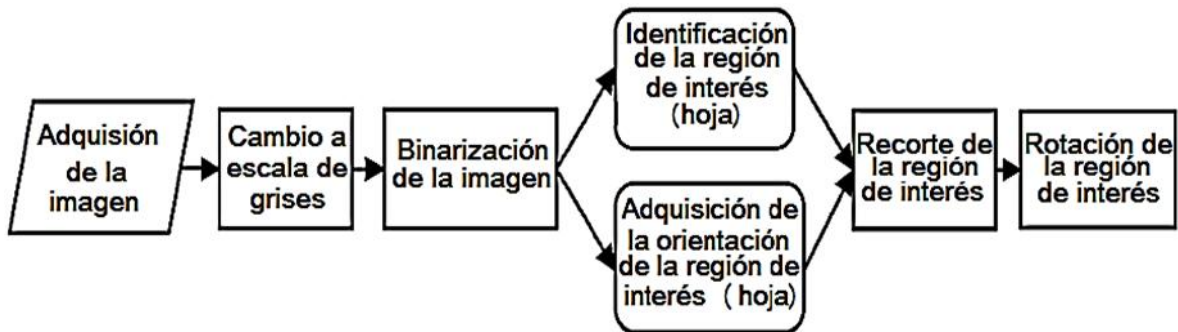 Adquisión
de la
imagen
Cambio a
escala de
grises
Binarización
de la imagen
Identificación
de la región
de interés
(hoja)
Adquisición de
la orientación
de la región de
interés ( hoja)
Recorte de
la región
de interés
Rotación de
la región
de interés